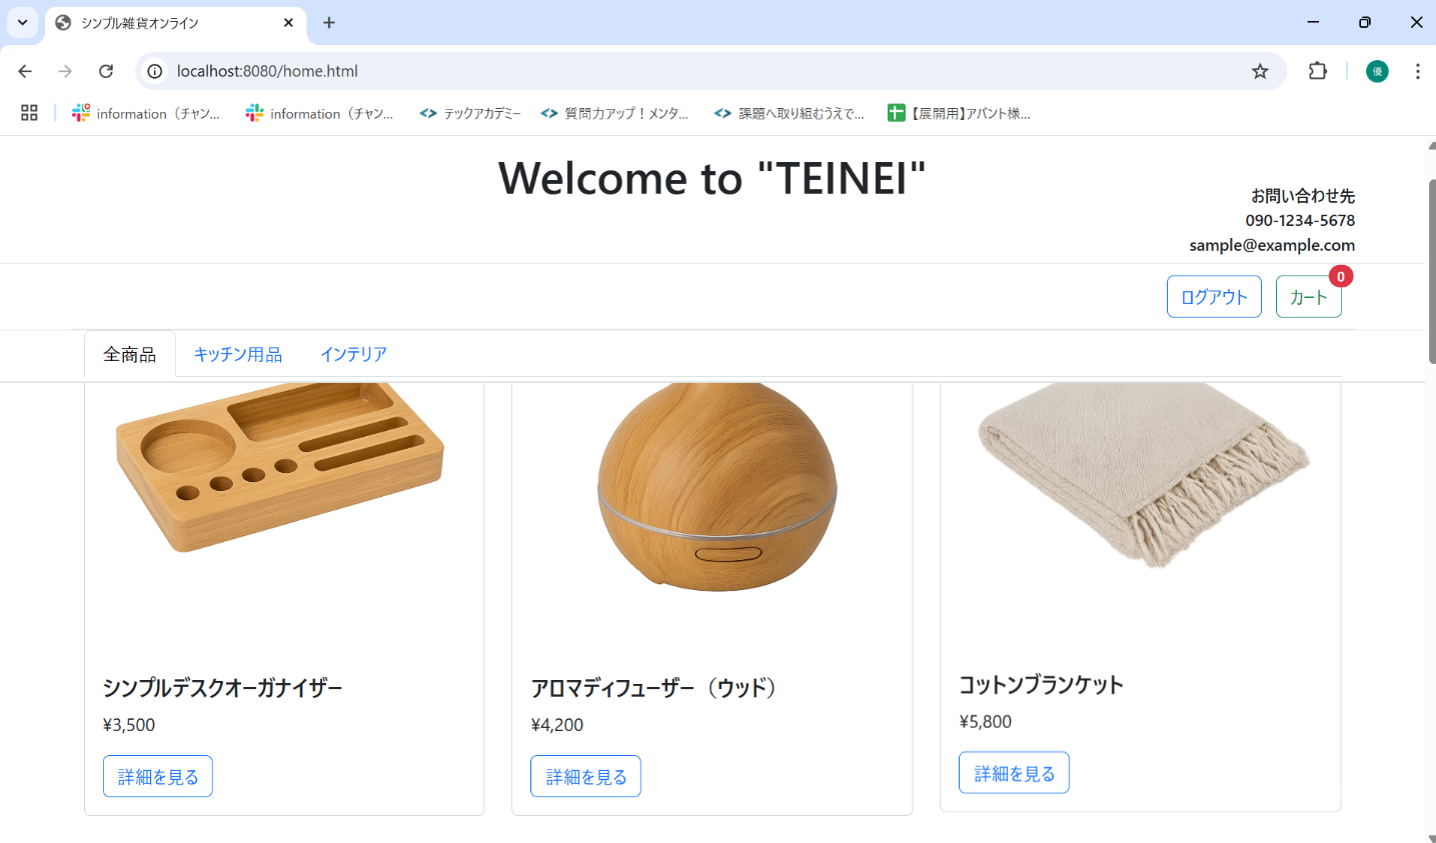 シンプル雑貨オンライン
localhost:8080/home.html
優
information（チャン...
information（チャン...
テックアカデミー
質問力アップ！メンタ...
課題へ取り組むうえで...
【展開用】アバント様...
Welcome to "TEINEI"
お問い合わせ先
090-1234-5678
sample@example.com
ログアウト
カート
0
全商品
キッチン用品
インテリア
シンプルデスクオーガナイザー
¥3,500
詳細を見る
アロマディフューザー（ウッド）
¥4,200
詳細を見る
コットンブランケット
¥5,800
詳細を見る